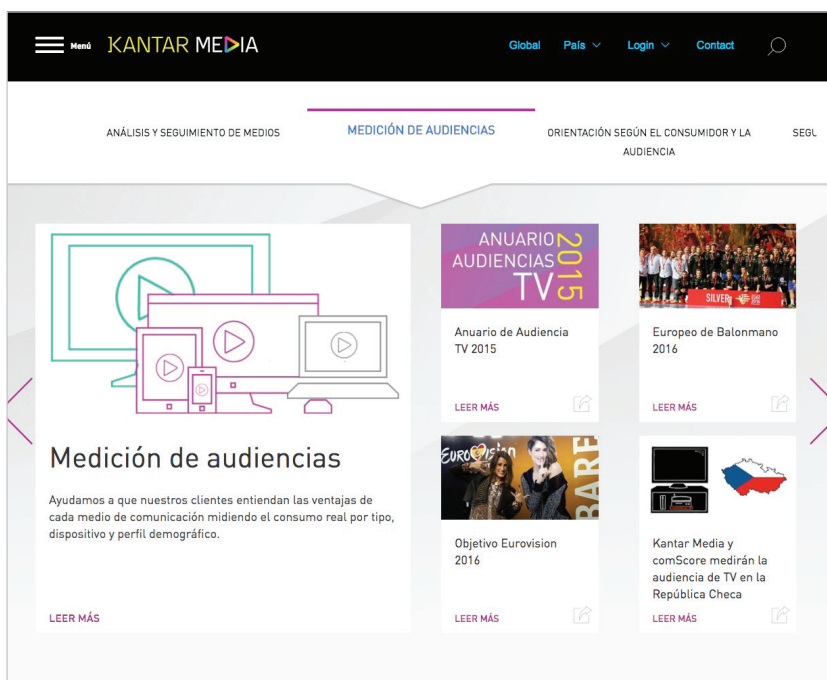 Menú KANTAR MEDIA Global País Login Contact
ANÁLISIS Y SEGUIMIENTO DE MEDIOS
MEDICIÓN DE AUDIENCIAS
ORIENTACIÓN SEGÚN EL CONSUMIDOR Y LA
AUDIENCIA
SEGU
Medición de audiencias
Ayudamos a que nuestros clientes entiendan las ventajas de
cada medio de comunicación midiendo el consumo real por tipo,
dispositivo y perfil demográfico.
LEER MÁS
ANUARIO
AUDIENCIAS
TV
2015
Anuario de Audiencia
TV 2015
LEER MÁS
SILVER
Europeo de Balonmano
2016
LEER MÁS
EUROVISION
BARE
Objetivo Eurovision
2016
LEER MÁS
Kantar Media y
comScore medirán la
audiencia de TV en la
República Checa
LEER MÁS